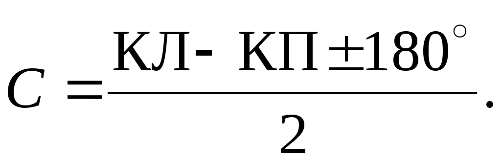 C = (КЛ- КП±180°)/2.